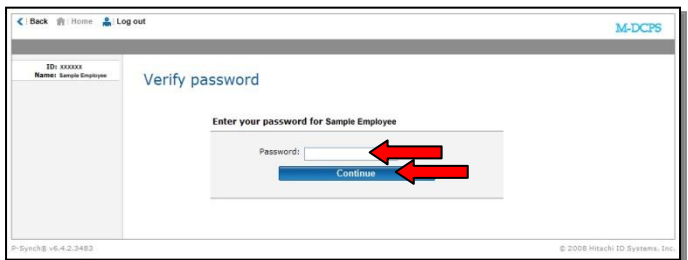 Back Home Log out
M-DCPS
ID: xxxxxx
Name: Sample Employee
Verify password
Enter your password for Sample Employee
Password:
Continue
P-Synch® v6.4.2.3483 © 2008 Hitachi ID Systems, Inc.